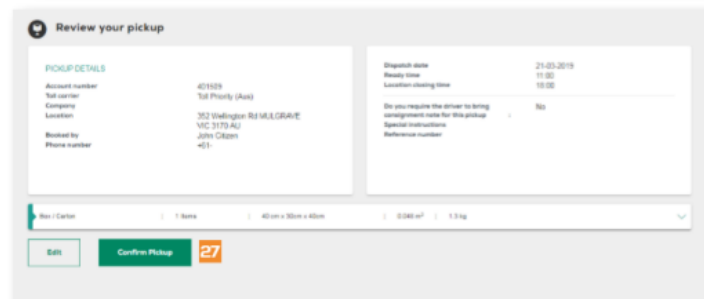 Review your pickup
PICKUP DETAILS
Account number 401609
Toll carrier Toll Priority (Aus)
Company
Location 352 Wellington Rd MULGRAVE
VIC 3170 AU
Booked by John Citizen
Phone number +61-
Dispatch date 21-03-2019
Ready time 11:00
Location closing time 18:00
Do you require the driver to bring No
consignment note for this pickup
Special Instructions
Reference number
Box / Carton | 1 Items | 40 cm x 30cm x 40cm | 0.048 m³ | 1.5 kg
Edit
Confirm Pickup
27